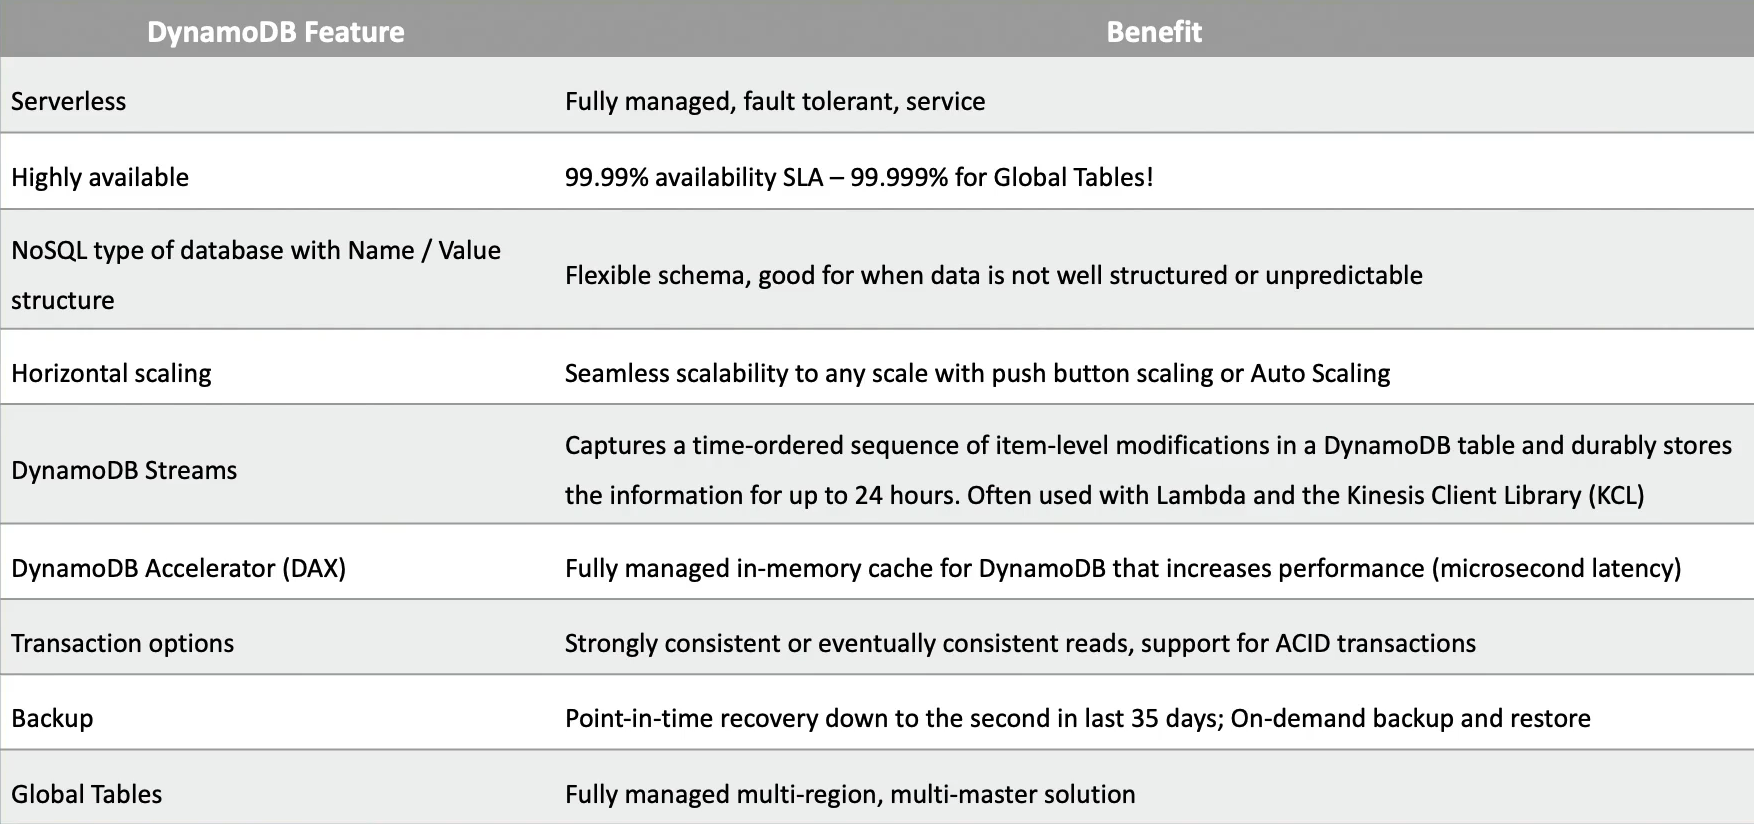 DynamoDB Feature
Benefit
Serverless
Fully managed, fault tolerant, service
Highly available
99.99% availability SLA – 99.999% for Global Tables!
NoSQL type of database with Name / Value
structure
Flexible schema, good for when data is not well structured or unpredictable
Horizontal scaling
Seamless scalability to any scale with push button scaling or Auto Scaling
DynamoDB Streams
Captures a time-ordered sequence of item-level modifications in a DynamoDB table and durably stores
the information for up to 24 hours. Often used with Lambda and the Kinesis Client Library (KCL)
DynamoDB Accelerator (DAX)
Fully managed in-memory cache for DynamoDB that increases performance (microsecond latency)
Transaction options
Strongly consistent or eventually consistent reads, support for ACID transactions
Backup
Point-in-time recovery down to the second in last 35 days; On-demand backup and restore
Global Tables
Fully managed multi-region, multi-master solution